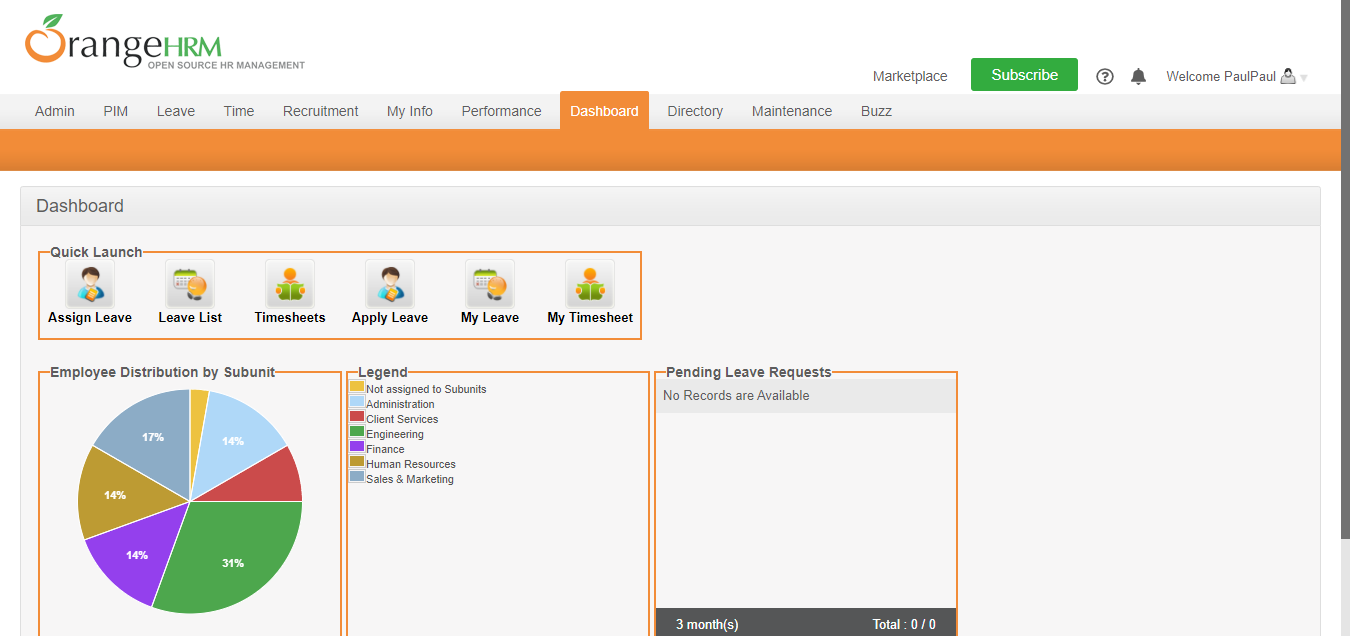 OrangeHRM
OPEN SOURCE HR MANAGEMENT
Marketplace
Subscribe
?
Welcome PaulPaul
Admin PIM Leave Time Recruitment My Info Performance Dashboard Directory Maintenance Buzz
Dashboard
Quick Launch
Assign Leave Leave List Timesheets Apply Leave My Leave My Timesheet
Employee Distribution by Subunit
17%
14%
14%
14%
31%
Legend
Not assigned to Subunits
Administration
Client Services
Engineering
Finance
Human Resources
Sales & Marketing
Pending Leave Requests
No Records are Available
3 month(s) Total : 0 / 0